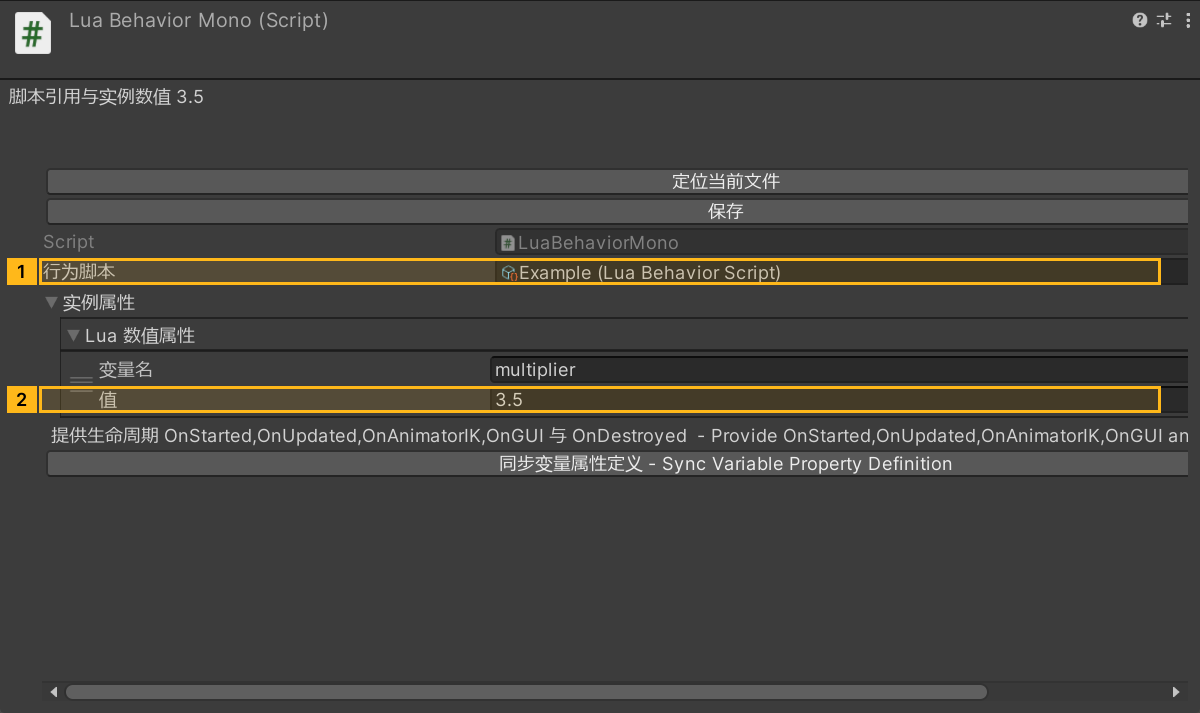 Lua Behavior Mono (Script)
脚本引用与实例数值 3.5
定位当前文件
保存
Script LuaBehaviorMono
1 行为脚本 Example (Lua Behavior Script)
实例属性
Lua 数值属性
变量名 multiplier
2 值 3.5
提供生命周期 OnStarted,OnUpdated,OnAnimatorIK,OnGUI 与 OnDestroyed - Provide OnStarted,OnUpdated,OnAnimatorIK,OnGUI an
同步变量属性定义 - Sync Variable Property Definition